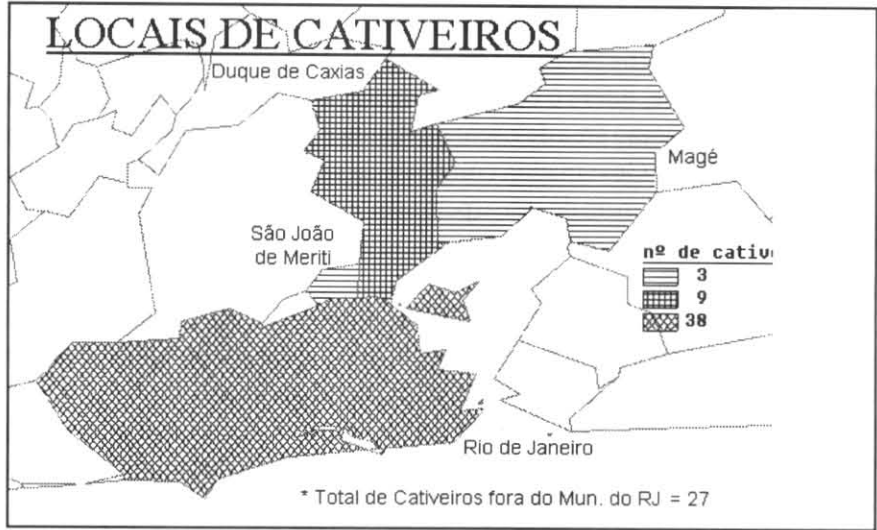 LOCAIS DE CATIVEIROS
Duque de Caxias
Magé
São João
de Meriti
nº de cativ
3
9
38
Rio de Janeiro
* Total de Cativeiros fora do Mun. do RJ = 27